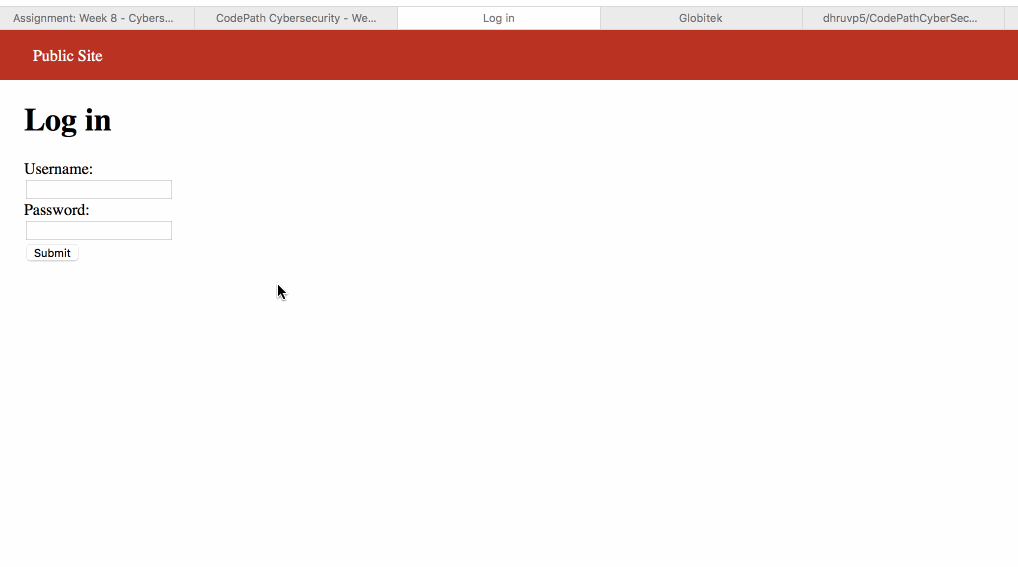 Assignment: Week 8 - Cybers...
CodePath Cybersecurity - We...
Log in
Globitek
dhruvp5/CodePathCyberSec...
Public Site
Log in
Username:
Password:
Submit